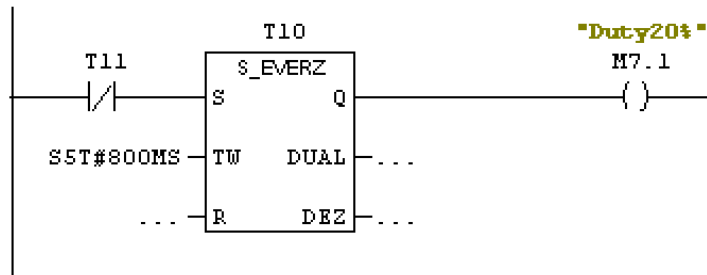 T10 "Duty20%"
T11 S_EVERZ M7.1
S Q
S5T#800MS TW DUAL ...
... R DEZ ...